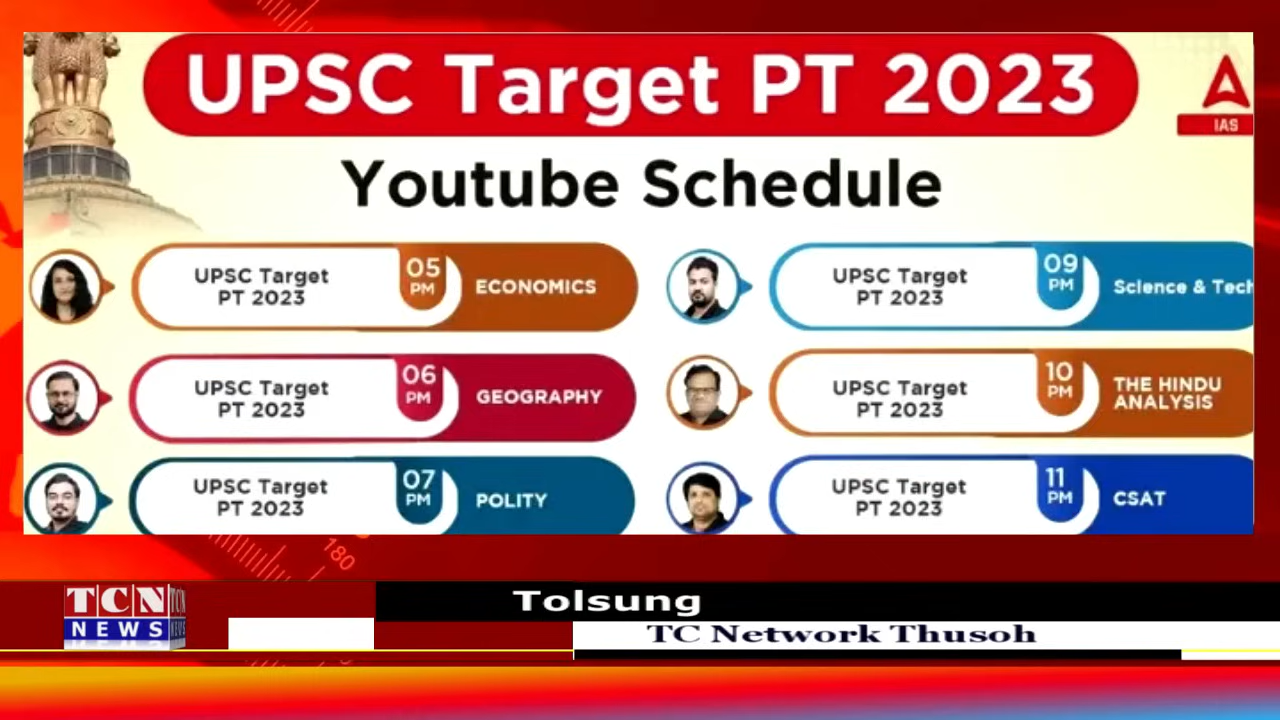 UPSC Target PT 2023
IAS
Youtube Schedule
UPSC Target
PT 2023
05
PM
ECONOMICS
UPSC Target
PT 2023
09
PM
Science & Tech
UPSC Target
PT 2023
06
PM
GEOGRAPHY
UPSC Target
PT 2023
10
PM
THE HINDU
ANALYSIS
UPSC Target
PT 2023
07
PM
POLITY
UPSC Target
PT 2023
11
PM
CSAT
180
TCN
NEWS
Tolsung
TC Network Thusoh